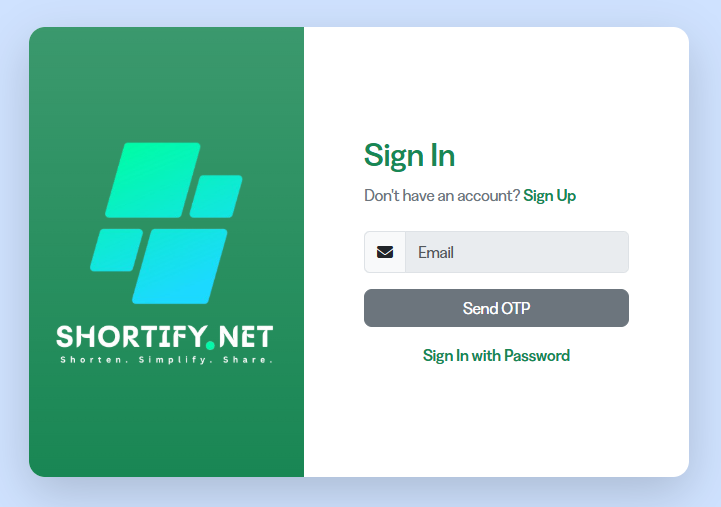 SHORTIFY.NET
Shorten. Simplify. Share.
Sign In
Don't have an account? Sign Up
Email
Send OTP
Sign In with Password